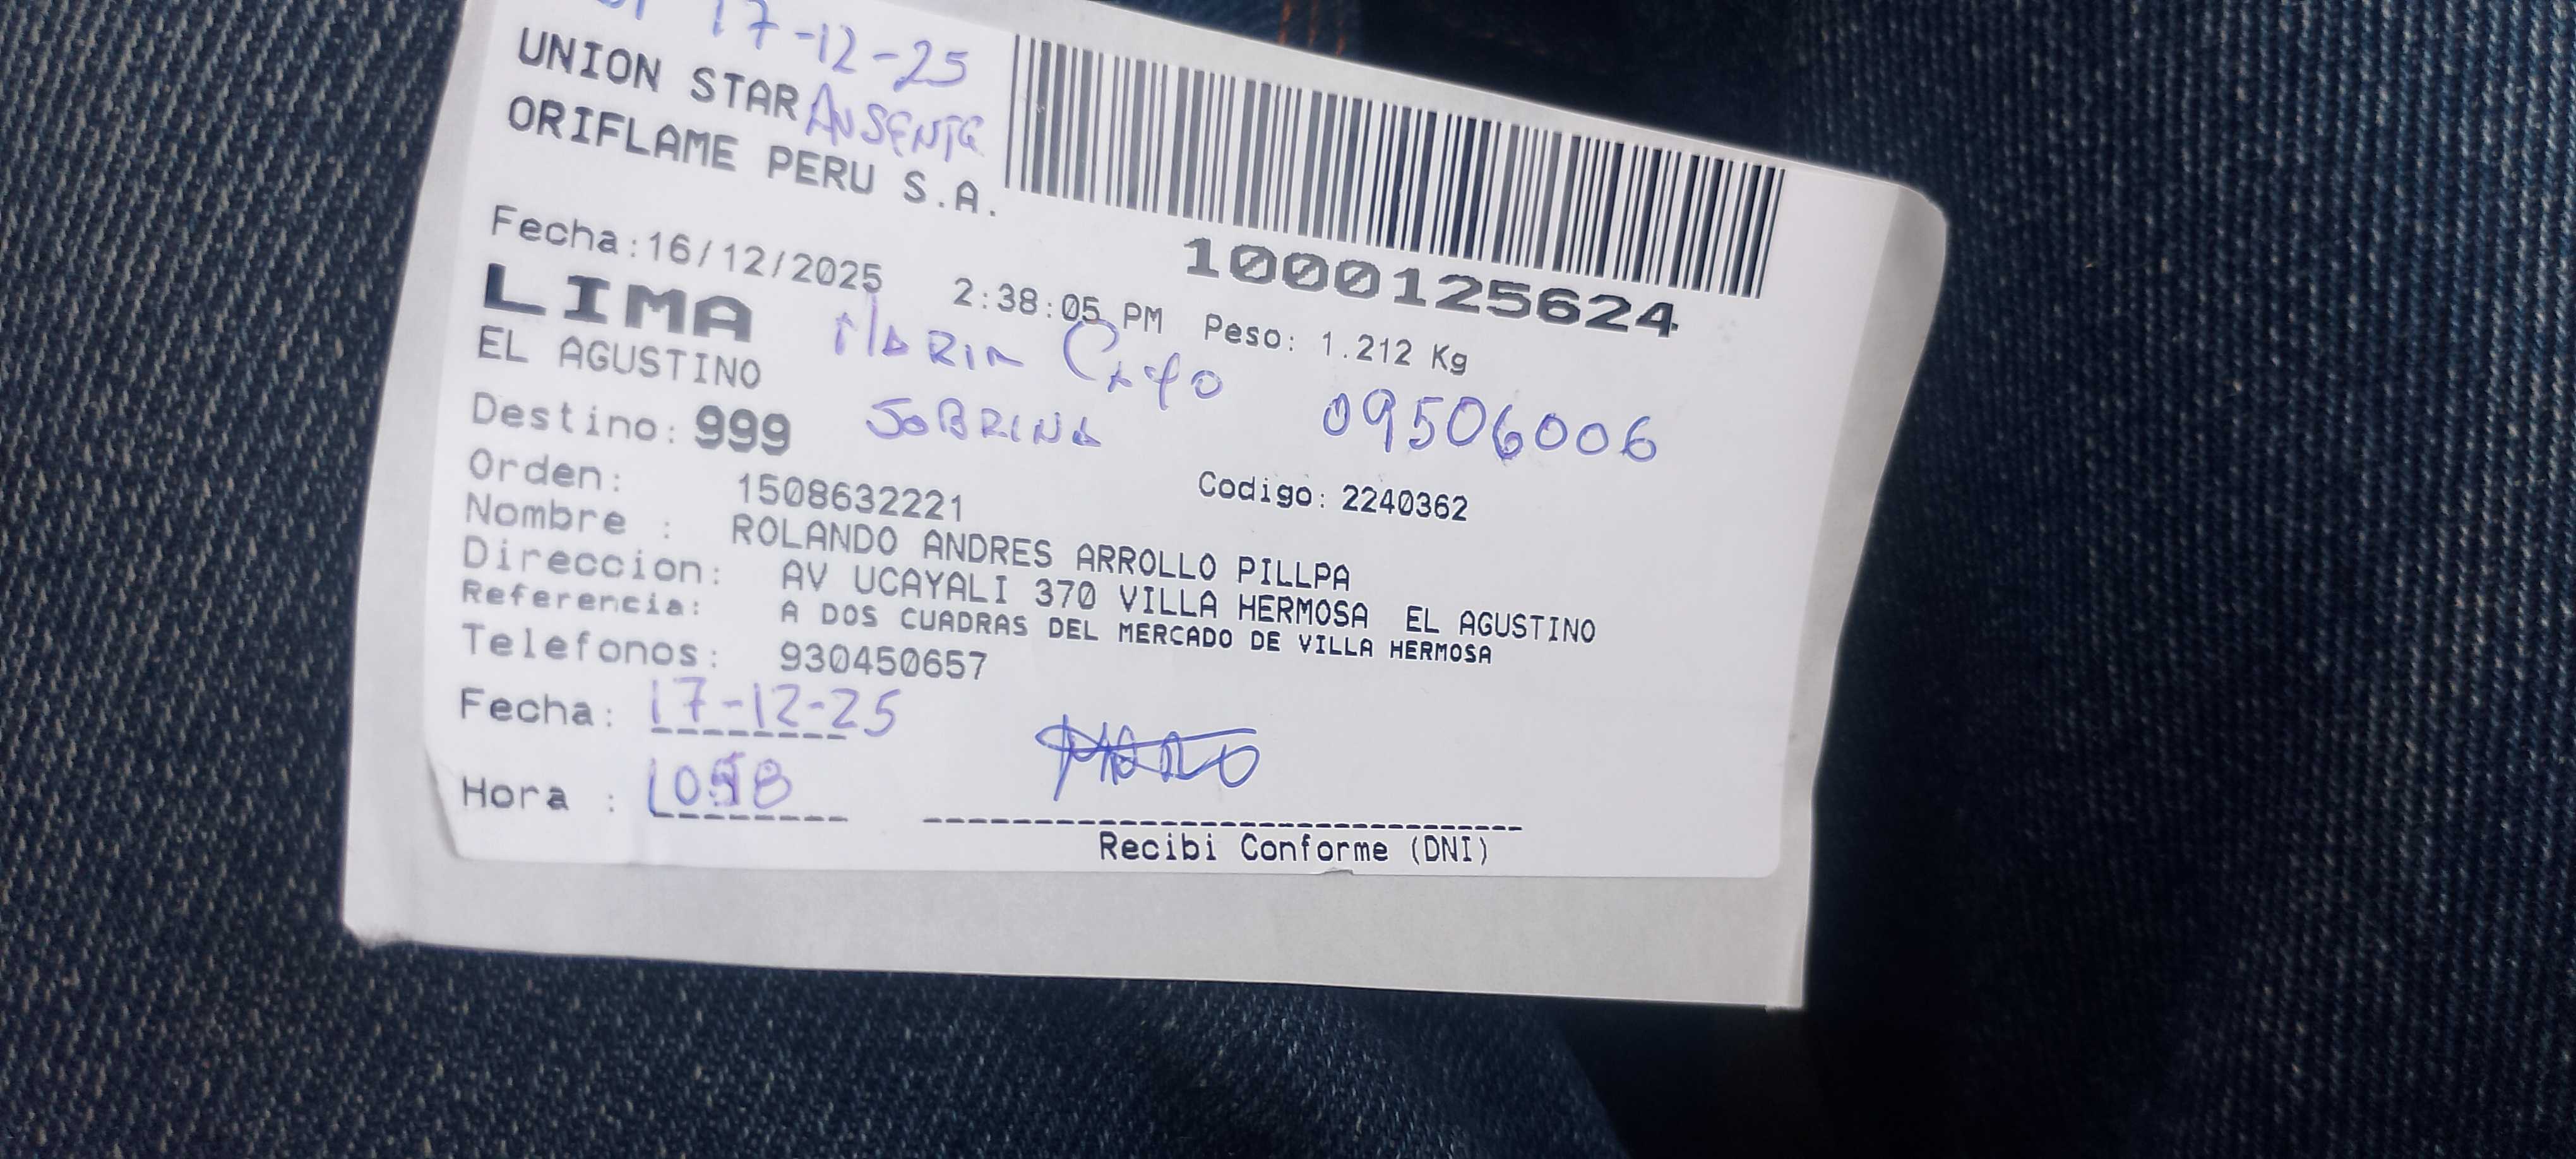 17-12-25
UNION STAR AUSENTE
ORIFLAME PERU S.A.
1000125624
Fecha:16/12/2025 2:38:05 PM Peso: 1.212 Kg
LIMA
MARIA CAYO
EL AGUSTINO
09506006
Destino: 999 SOBRINA
Orden: 1508632221 Codigo: 2240362
Nombre : ROLANDO ANDRES ARROLLO PILLPA
Direccion: AV UCAYALI 370 VILLA HERMOSA EL AGUSTINO
Referencia: A DOS CUADRAS DEL MERCADO DE VILLA HERMOSA
Telefonos: 930450657
Fecha: 17-12-25
Hora :
Recibi Conforme (DNI)